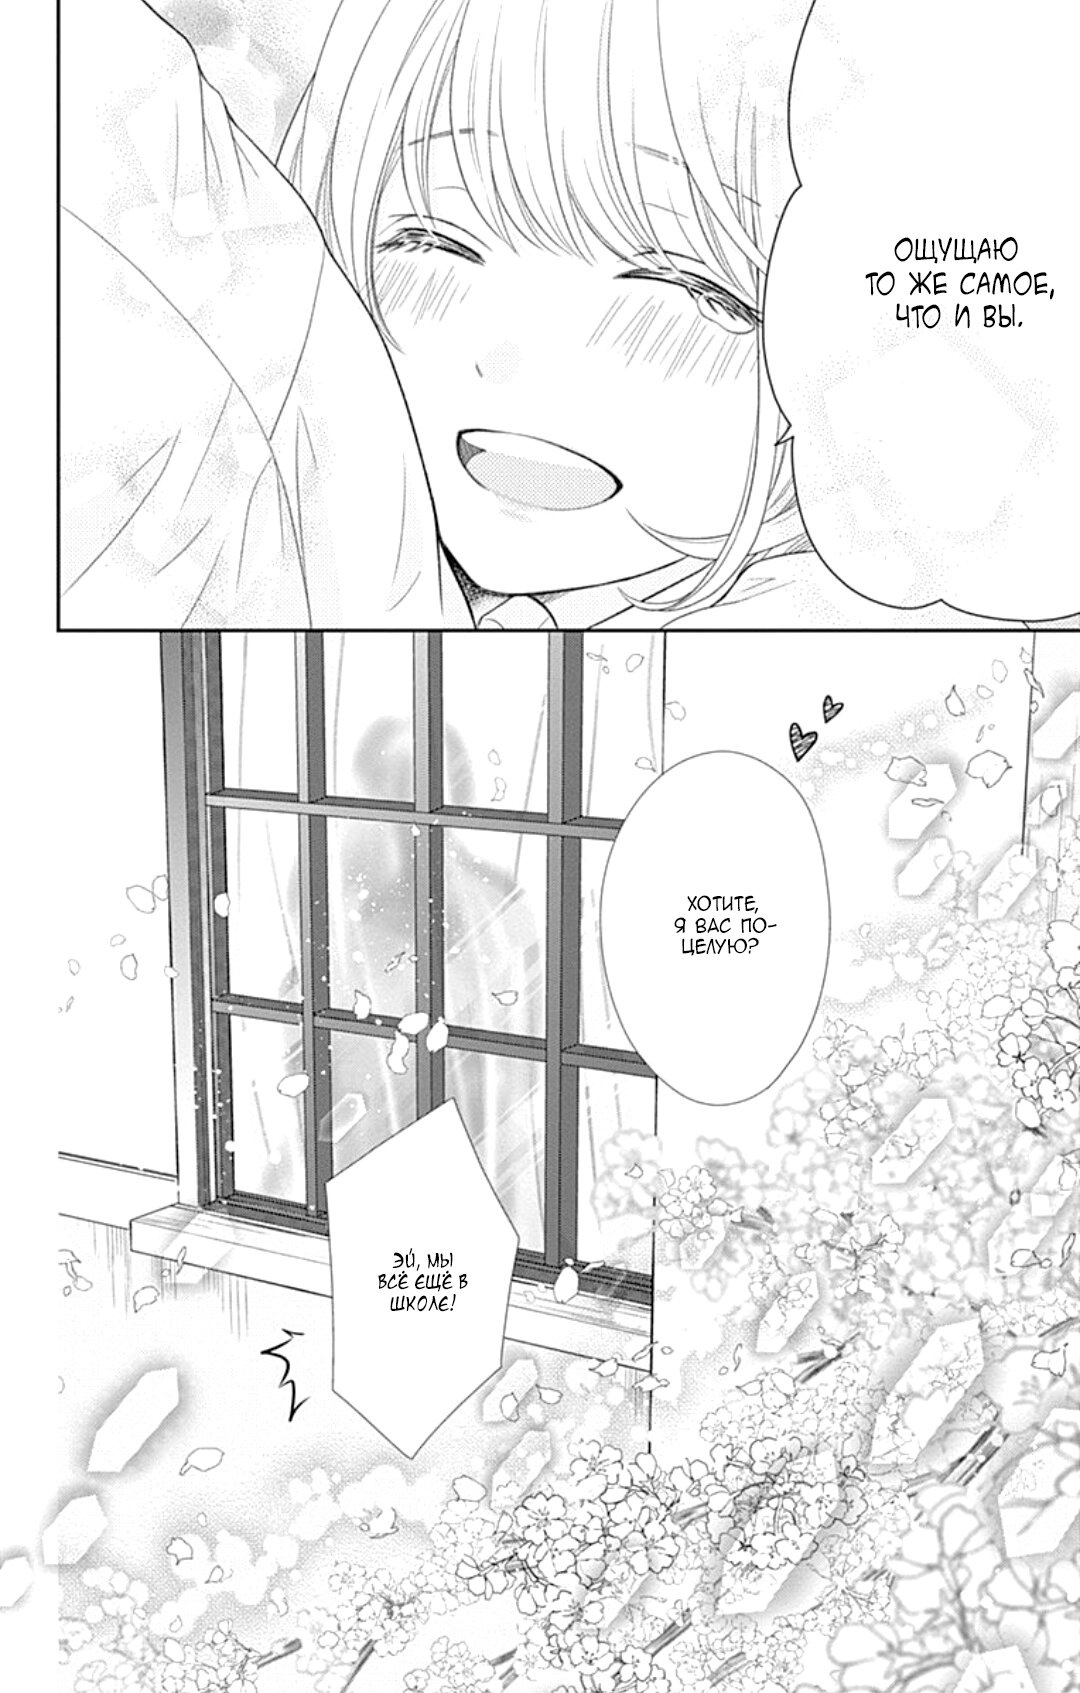 ОЩУЩАЮ
ТО ЖЕ САМОЕ,
ЧТО И ВЫ.
ХОТИТЕ,
Я ВАС ПО-
ЦЕЛУЮ?
ЭЙ, МЫ
ВСЁ ЕЩЁ В
ШКОЛЕ!